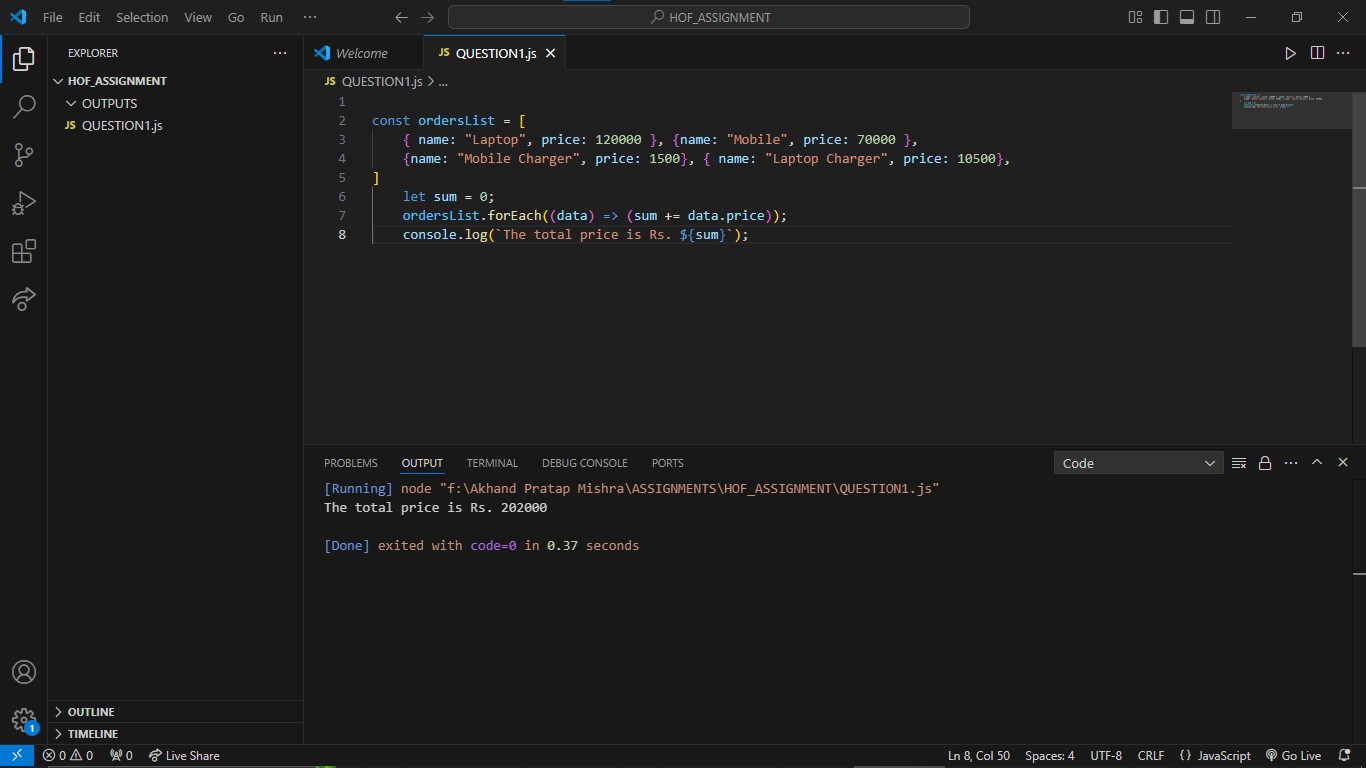 File Edit Selection View Go Run ··· HOF_ASSIGNMENT
EXPLORER ···
HOF_ASSIGNMENT
OUTPUTS
JS QUESTION1.js
OUTLINE
TIMELINE
Welcome JS QUESTION1.js
JS QUESTION1.js > ...
1
2 const ordersList = [
3 { name: "Laptop", price: 120000 }, {name: "Mobile", price: 70000 },
4 {name: "Mobile Charger", price: 1500}, { name: "Laptop Charger", price: 10500},
5 ]
6 let sum = 0;
7 ordersList.forEach((data) => (sum += data.price));
8 console.log(`The total price is Rs. ${sum}`);
PROBLEMS OUTPUT TERMINAL DEBUG CONSOLE PORTS Code
[Running] node "f:\Akhand Pratap Mishra\ASSIGNMENTS\HOF_ASSIGNMENT\QUESTION1.js"
The total price is Rs. 202000
[Done] exited with code=0 in 0.37 seconds
1
0 0 0 Live Share Ln 8, Col 50 Spaces: 4 UTF-8 CRLF {} JavaScript Go Live